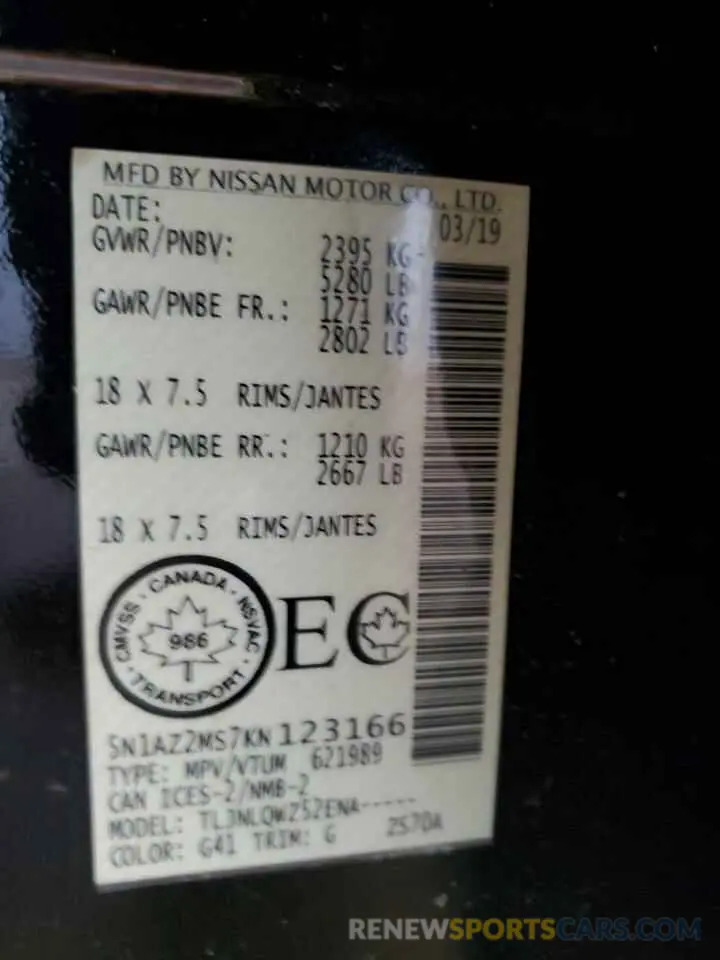 MFD BY NISSAN MOTOR CO., LTD.
DATE: 03/19
GVWR/PNBV: 2395 KG
5280 LB
GAWR/PNBE FR.: 1271 KG
2802 LB
18 X 7.5 RIMS/JANTES
GAWR/PNBE RR.: 1210 KG
2667 LB
18 X 7.5 RIMS/JANTES
CANADA · NSVAC · TRANSPORT · CMVSS
986
EC
5N1AZ2MS7KN123166
TYPE: MPV/VTUM 621989
CAN ICES-2/NMB-2
MODEL: TLJNLQWZ52ENA-----
COLOR: G41 TRIM: G 2570A
RENEWSPORTSCARS.COM